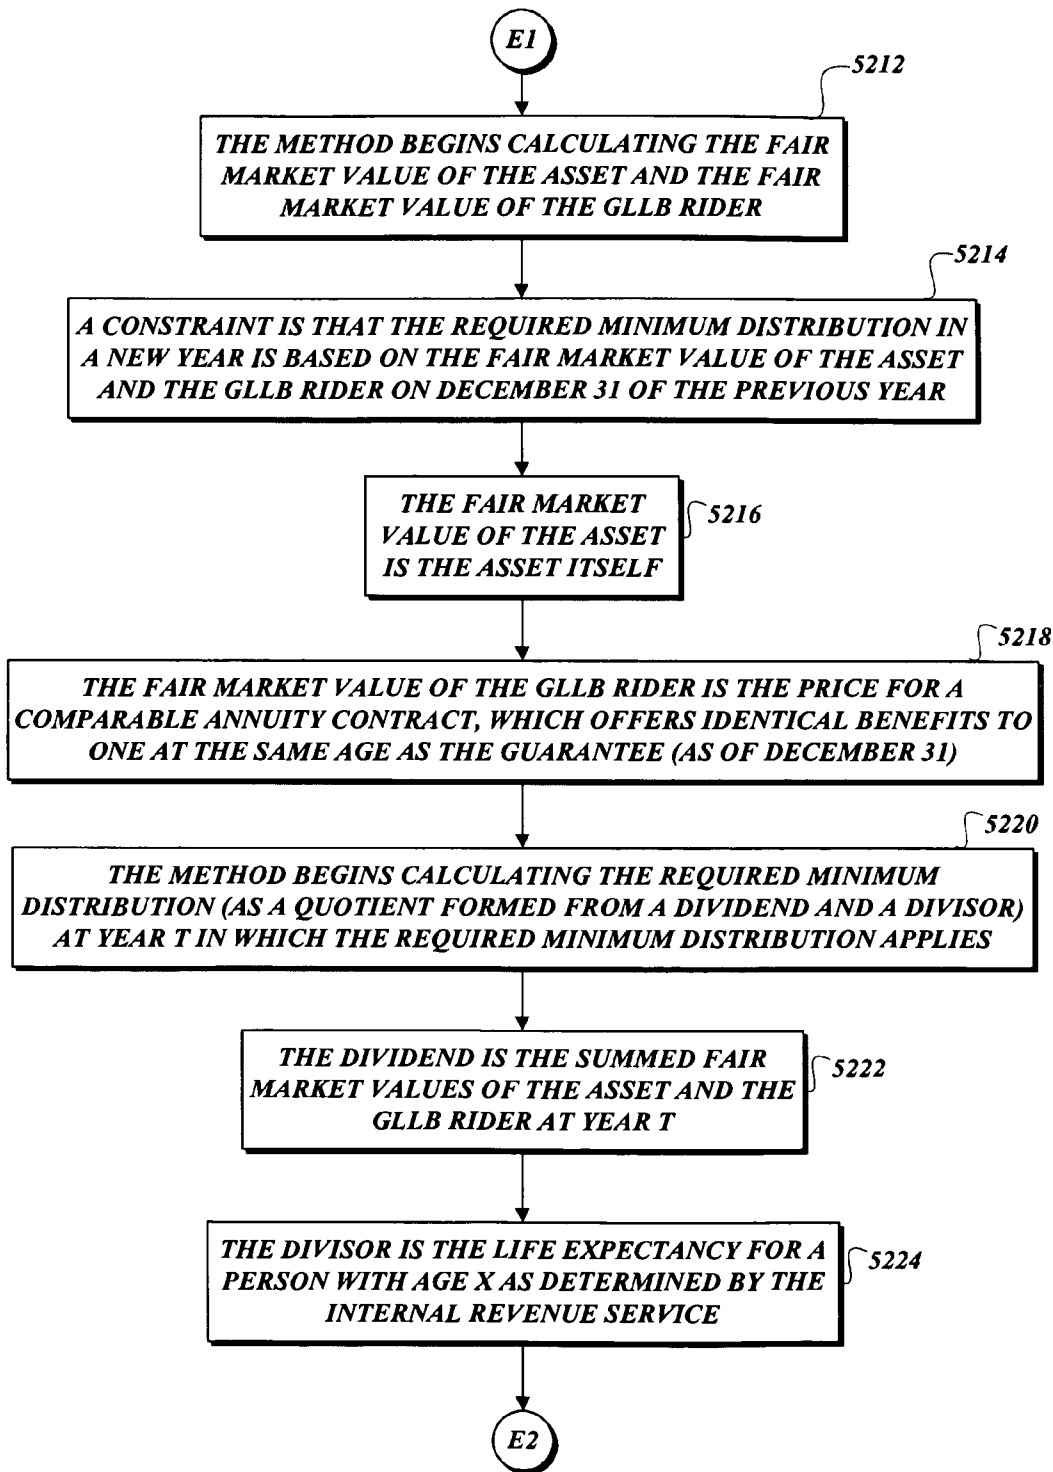 E1
5212
THE METHOD BEGINS CALCULATING THE FAIR
MARKET VALUE OF THE ASSET AND THE FAIR
MARKET VALUE OF THE GLLB RIDER
5214
A CONSTRAINT IS THAT THE REQUIRED MINIMUM DISTRIBUTION IN
A NEW YEAR IS BASED ON THE FAIR MARKET VALUE OF THE ASSET
AND THE GLLB RIDER ON DECEMBER 31 OF THE PREVIOUS YEAR
THE FAIR MARKET
VALUE OF THE ASSET
IS THE ASSET ITSELF
5216
5218
THE FAIR MARKET VALUE OF THE GLLB RIDER IS THE PRICE FOR A
COMPARABLE ANNUITY CONTRACT, WHICH OFFERS IDENTICAL BENEFITS TO
ONE AT THE SAME AGE AS THE GUARANTEE (AS OF DECEMBER 31)
5220
THE METHOD BEGINS CALCULATING THE REQUIRED MINIMUM
DISTRIBUTION (AS A QUOTIENT FORMED FROM A DIVIDEND AND A DIVISOR)
AT YEAR T IN WHICH THE REQUIRED MINIMUM DISTRIBUTION APPLIES
THE DIVIDEND IS THE SUMMED FAIR
MARKET VALUES OF THE ASSET AND THE
GLLB RIDER AT YEAR T
5222
THE DIVISOR IS THE LIFE EXPECTANCY FOR A
PERSON WITH AGE X AS DETERMINED BY THE
INTERNAL REVENUE SERVICE
5224
E2